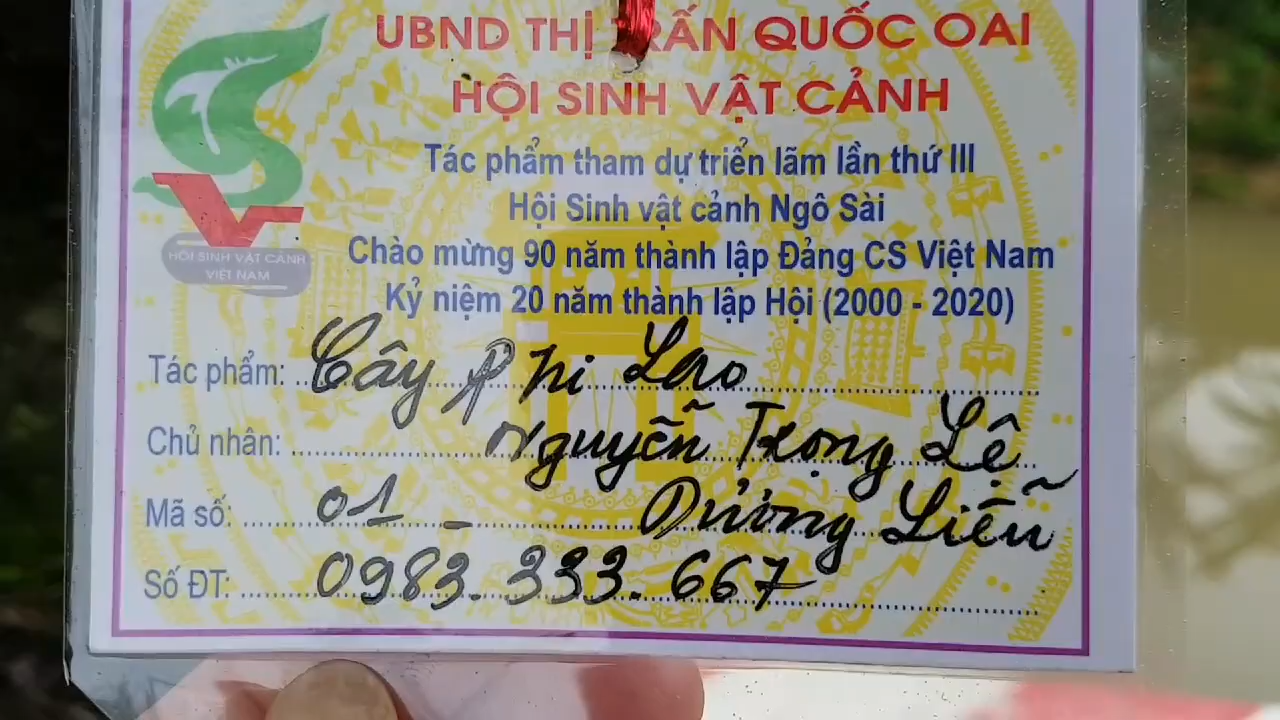 UBND THỊ TRẤN QUỐC OAI
HỘI SINH VẬT CẢNH
Tác phẩm tham dự triển lãm lần thứ III
Hội Sinh vật cảnh Ngô Sài
Chào mừng 90 năm thành lập Đảng CS Việt Nam
Kỷ niệm 20 năm thành lập Hội (2000 - 2020)
HỘI SINH VẬT CẢNH
VIỆT NAM
Tác phẩm: Cây Phi Lao
Chủ nhân: Nguyễn Trọng Lệ
Mã số: 01 - Dương Liễu
Số ĐT: 0983.333.667